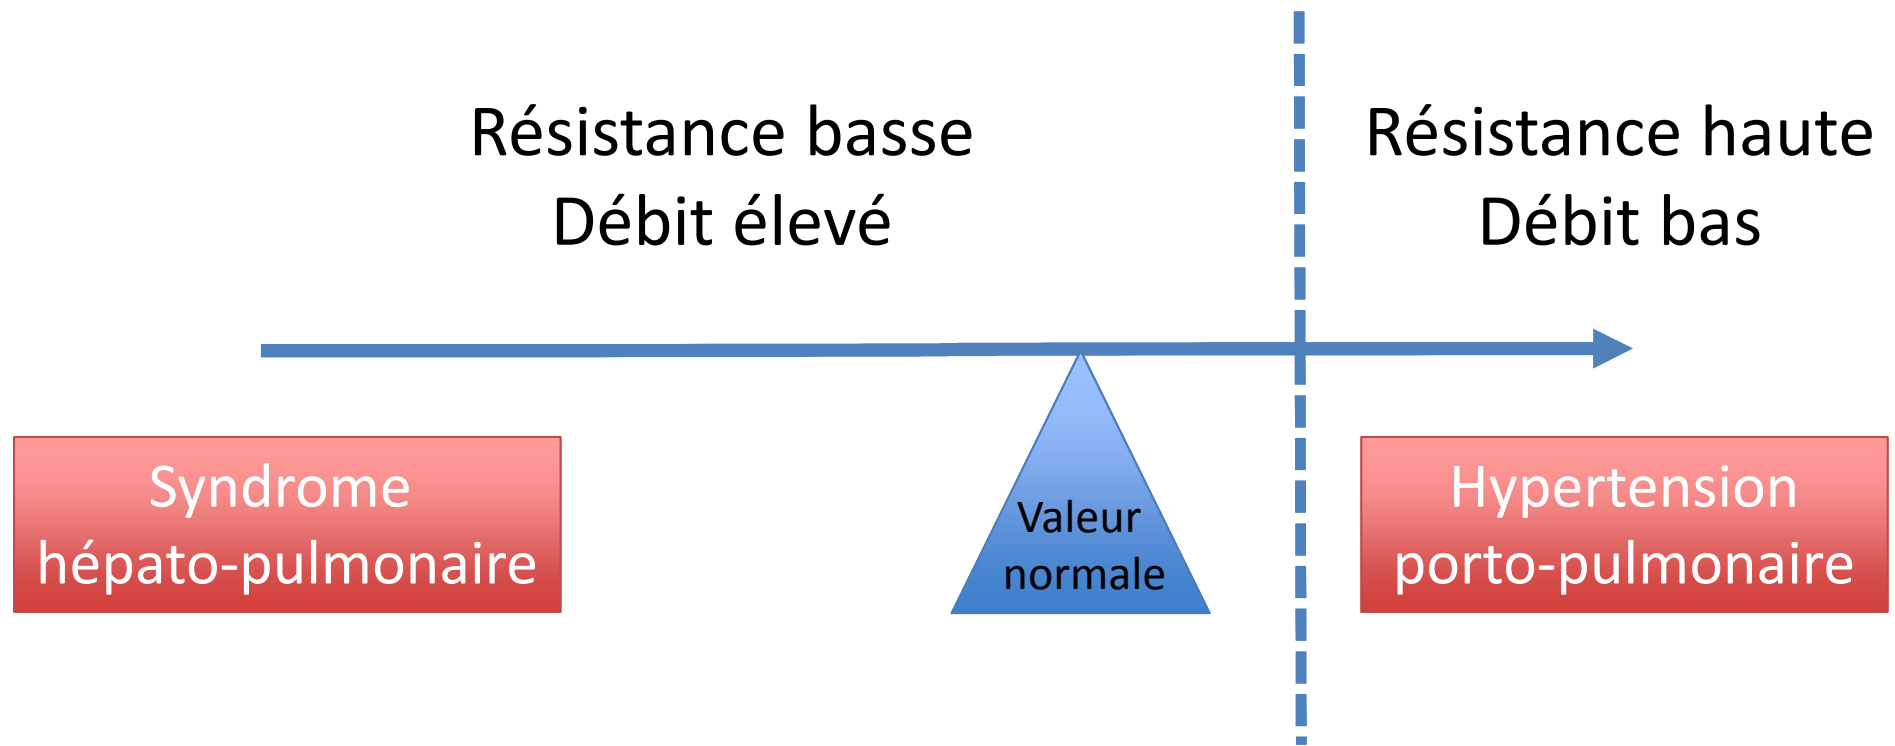 Résistance basse
Débit élevé
Résistance haute
Débit bas
Syndrome
hépato-pulmonaire
Valeur
normale
Hypertension
porto-pulmonaire